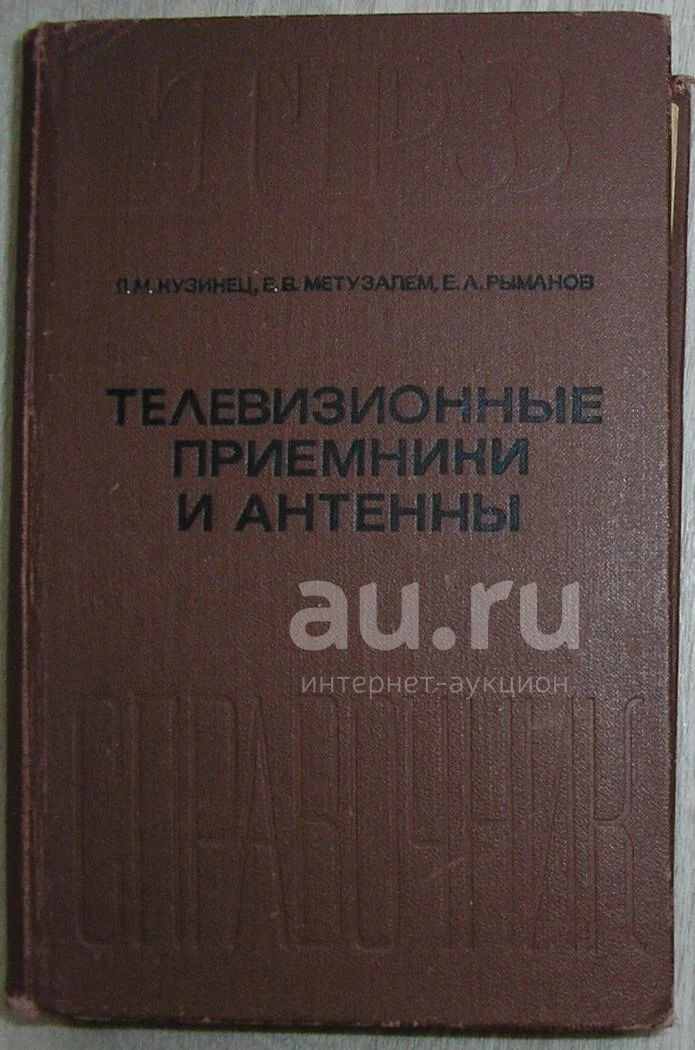 Л.М.КУЗИНЕЦ, Е.В. МЕТУЗАЛЕМ, Е.А.РЫМАНОВ
ТЕЛЕВИЗИОННЫЕ
ПРИЕМНИКИ
И АНТЕННЫ
au.ru
интернет-аукцион
СПРАВОЧНИК